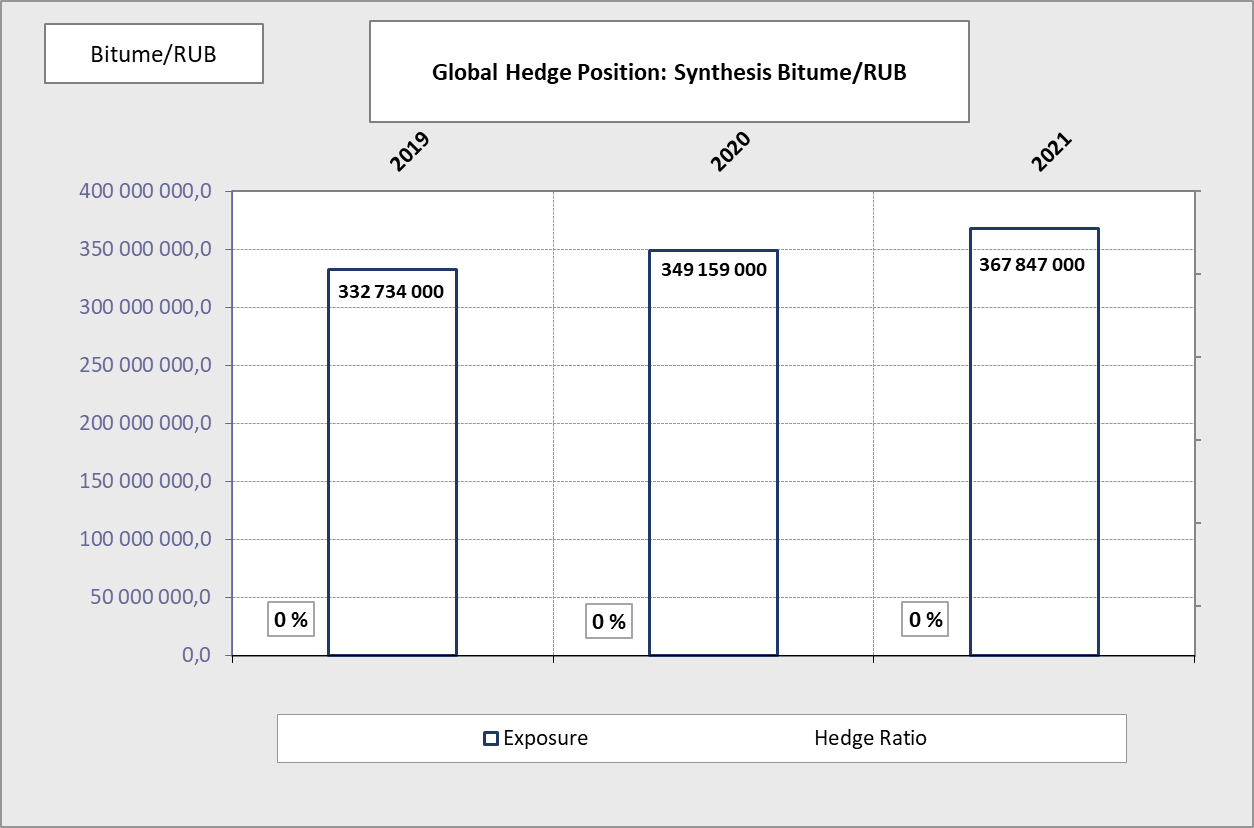 Bitume/RUB
Global Hedge Position: Synthesis Bitume/RUB
2019
2020
2021
400 000 000,0
350 000 000,0
300 000 000,0
250 000 000,0
200 000 000,0
150 000 000,0
100 000 000,0
50 000 000,0
0,0
332 734 000
349 159 000
367 847 000
0 %
0 %
0 %
Exposure
Hedge Ratio